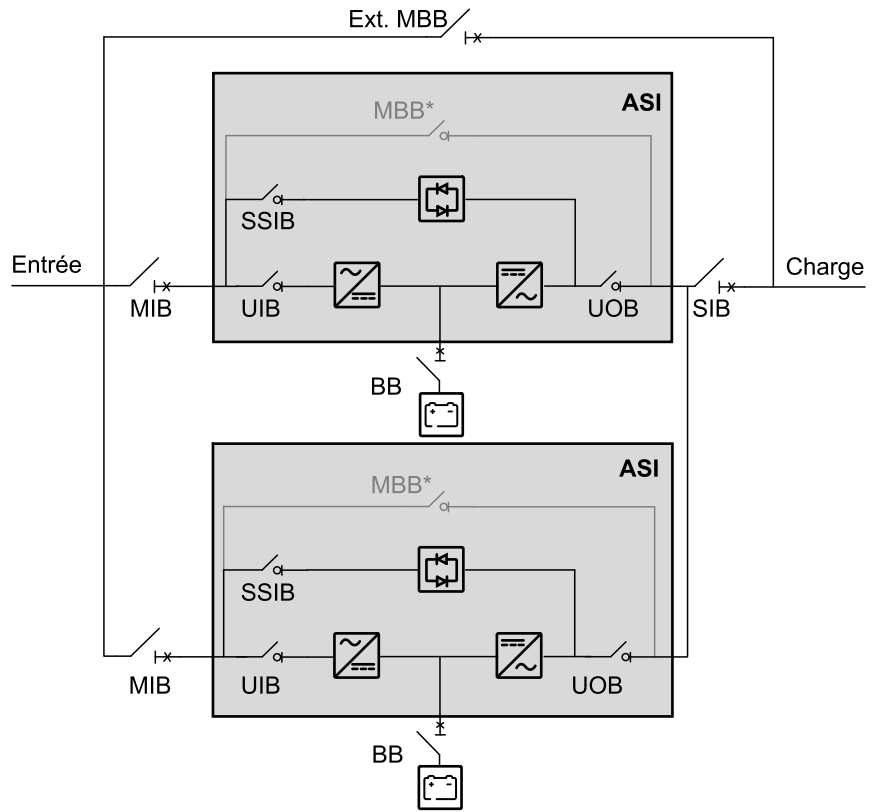 Ext. MBB
ASI
MBB*
SSIB
Entrée
Charge
MIB
UIB
UOB
SIB
BB
ASI
MBB*
SSIB
MIB
UIB
UOB
BB